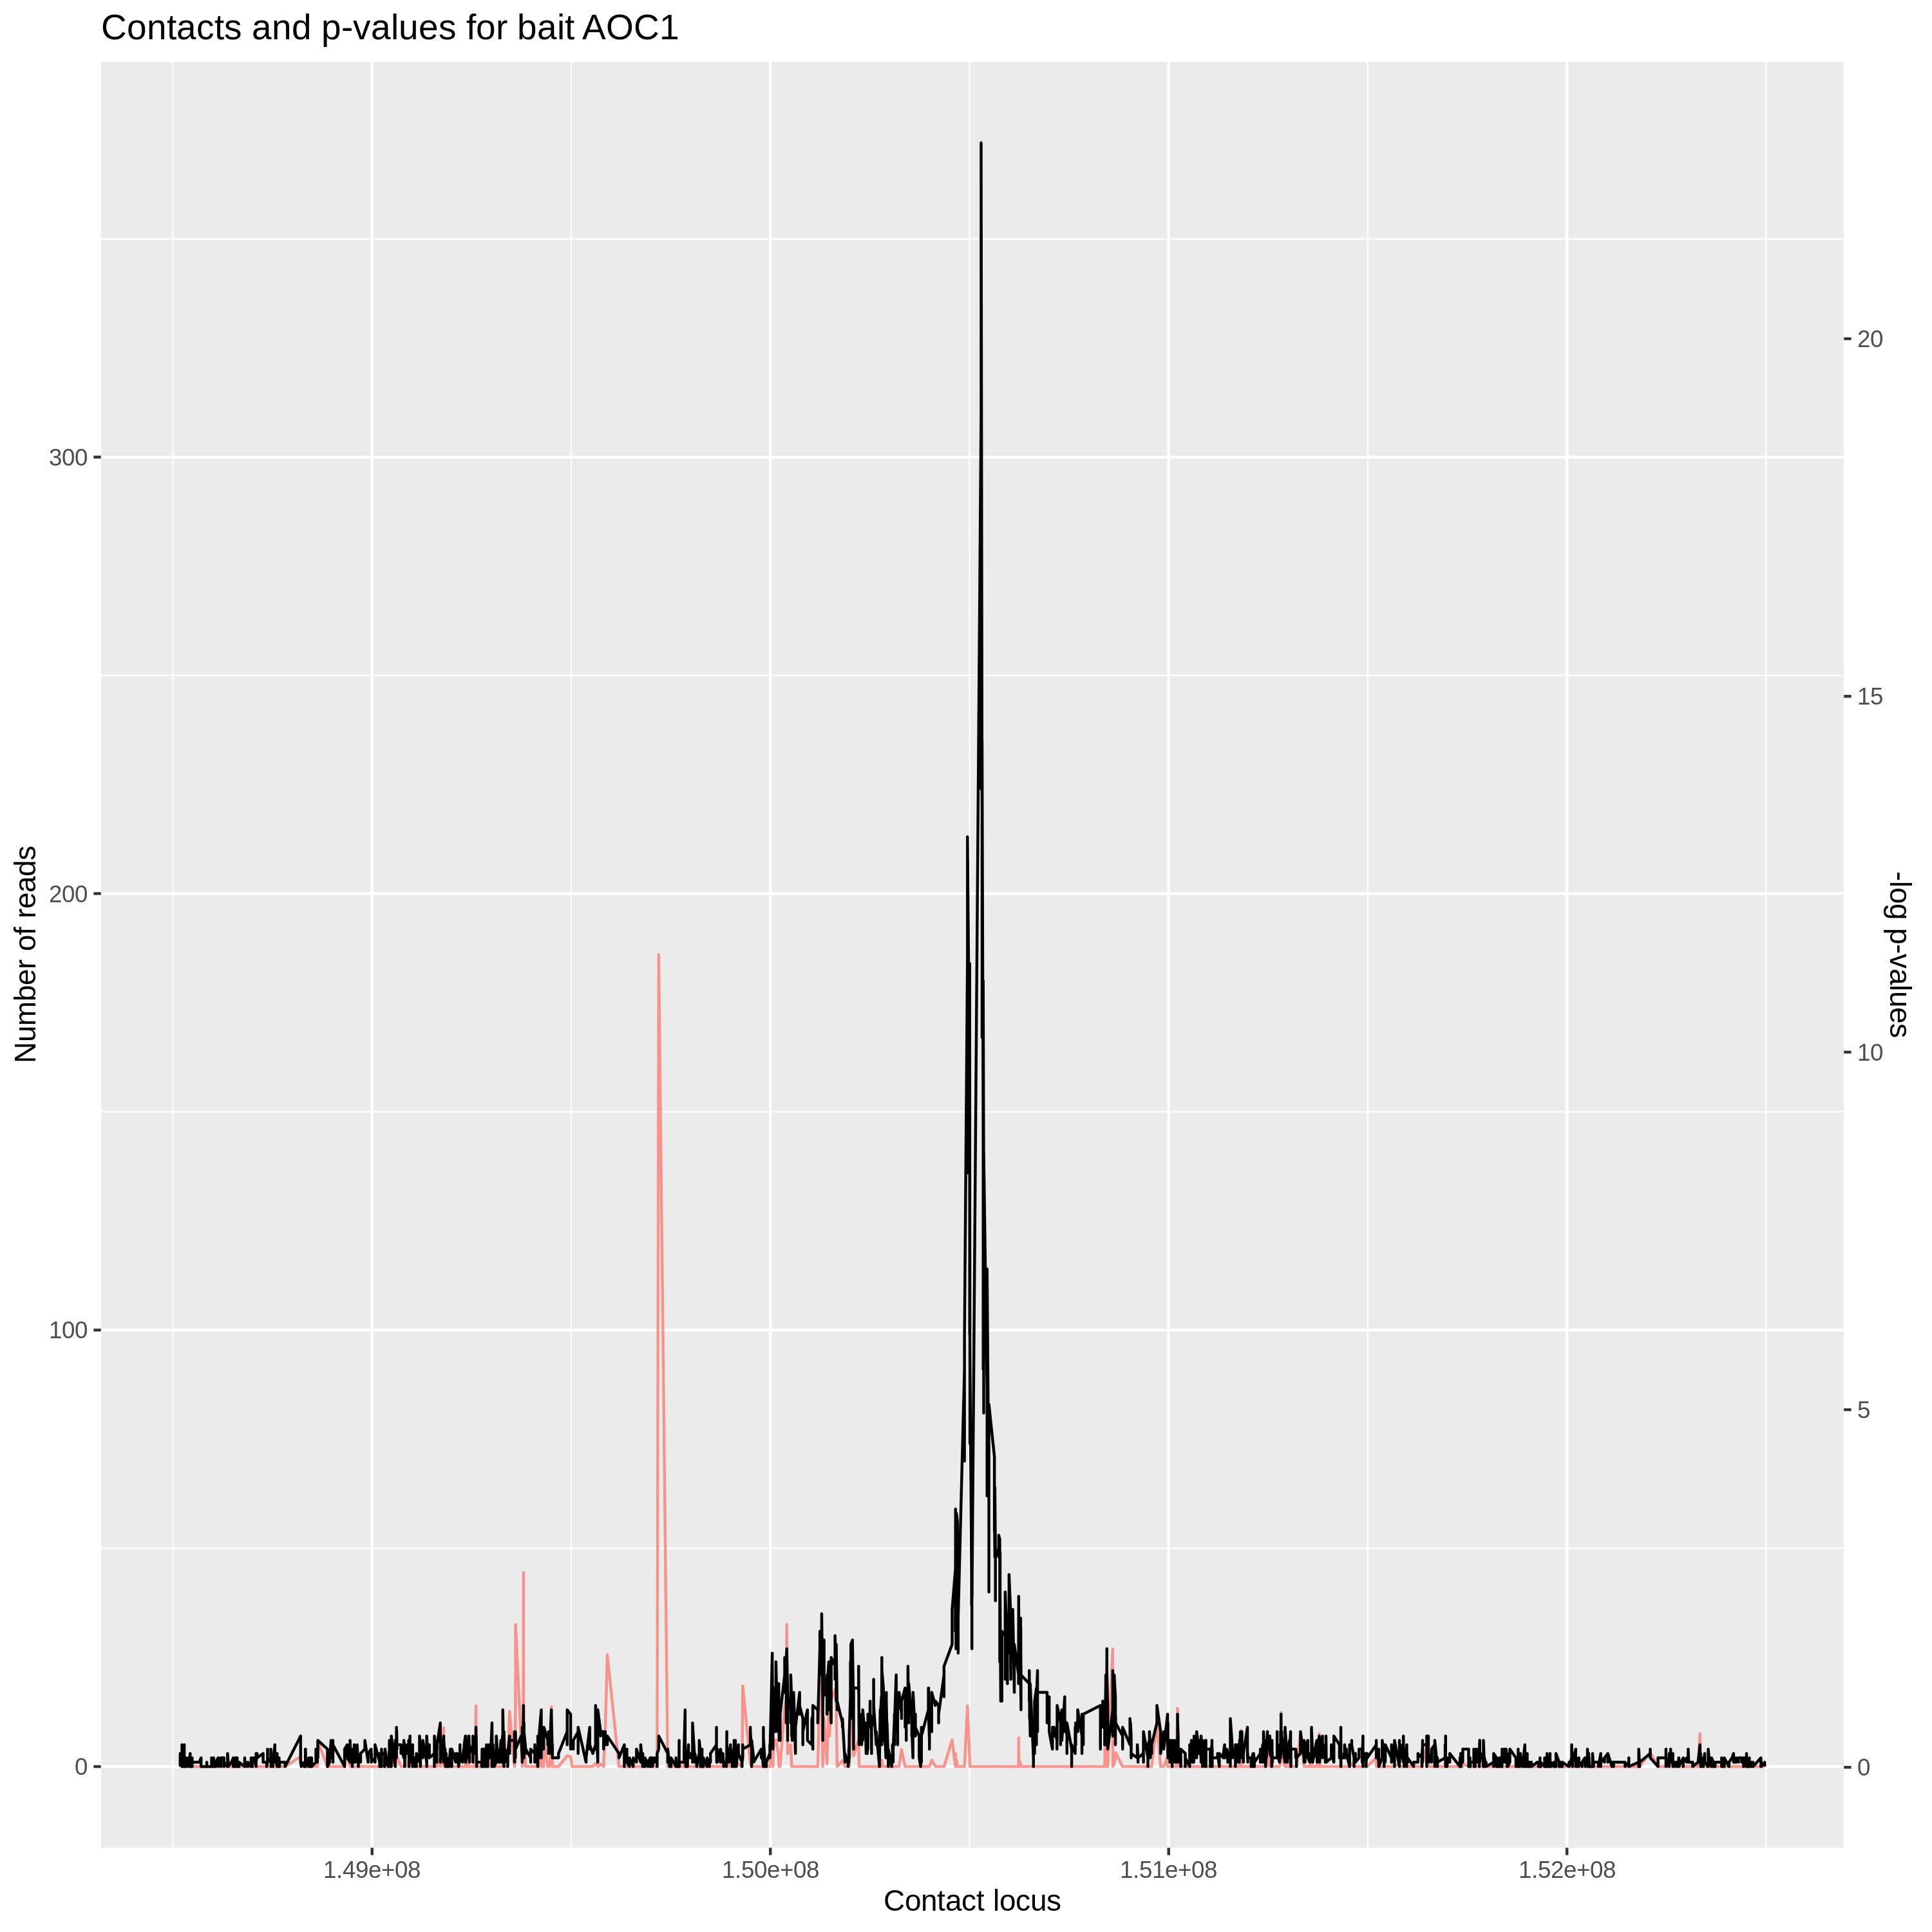 Contacts and p-values for bait AOC1
Number of reads
300
200
100
0
20
15
10
5
0
-log p-values
1.49e+08
1.50e+08
1.51e+08
1.52e+08
Contact locus